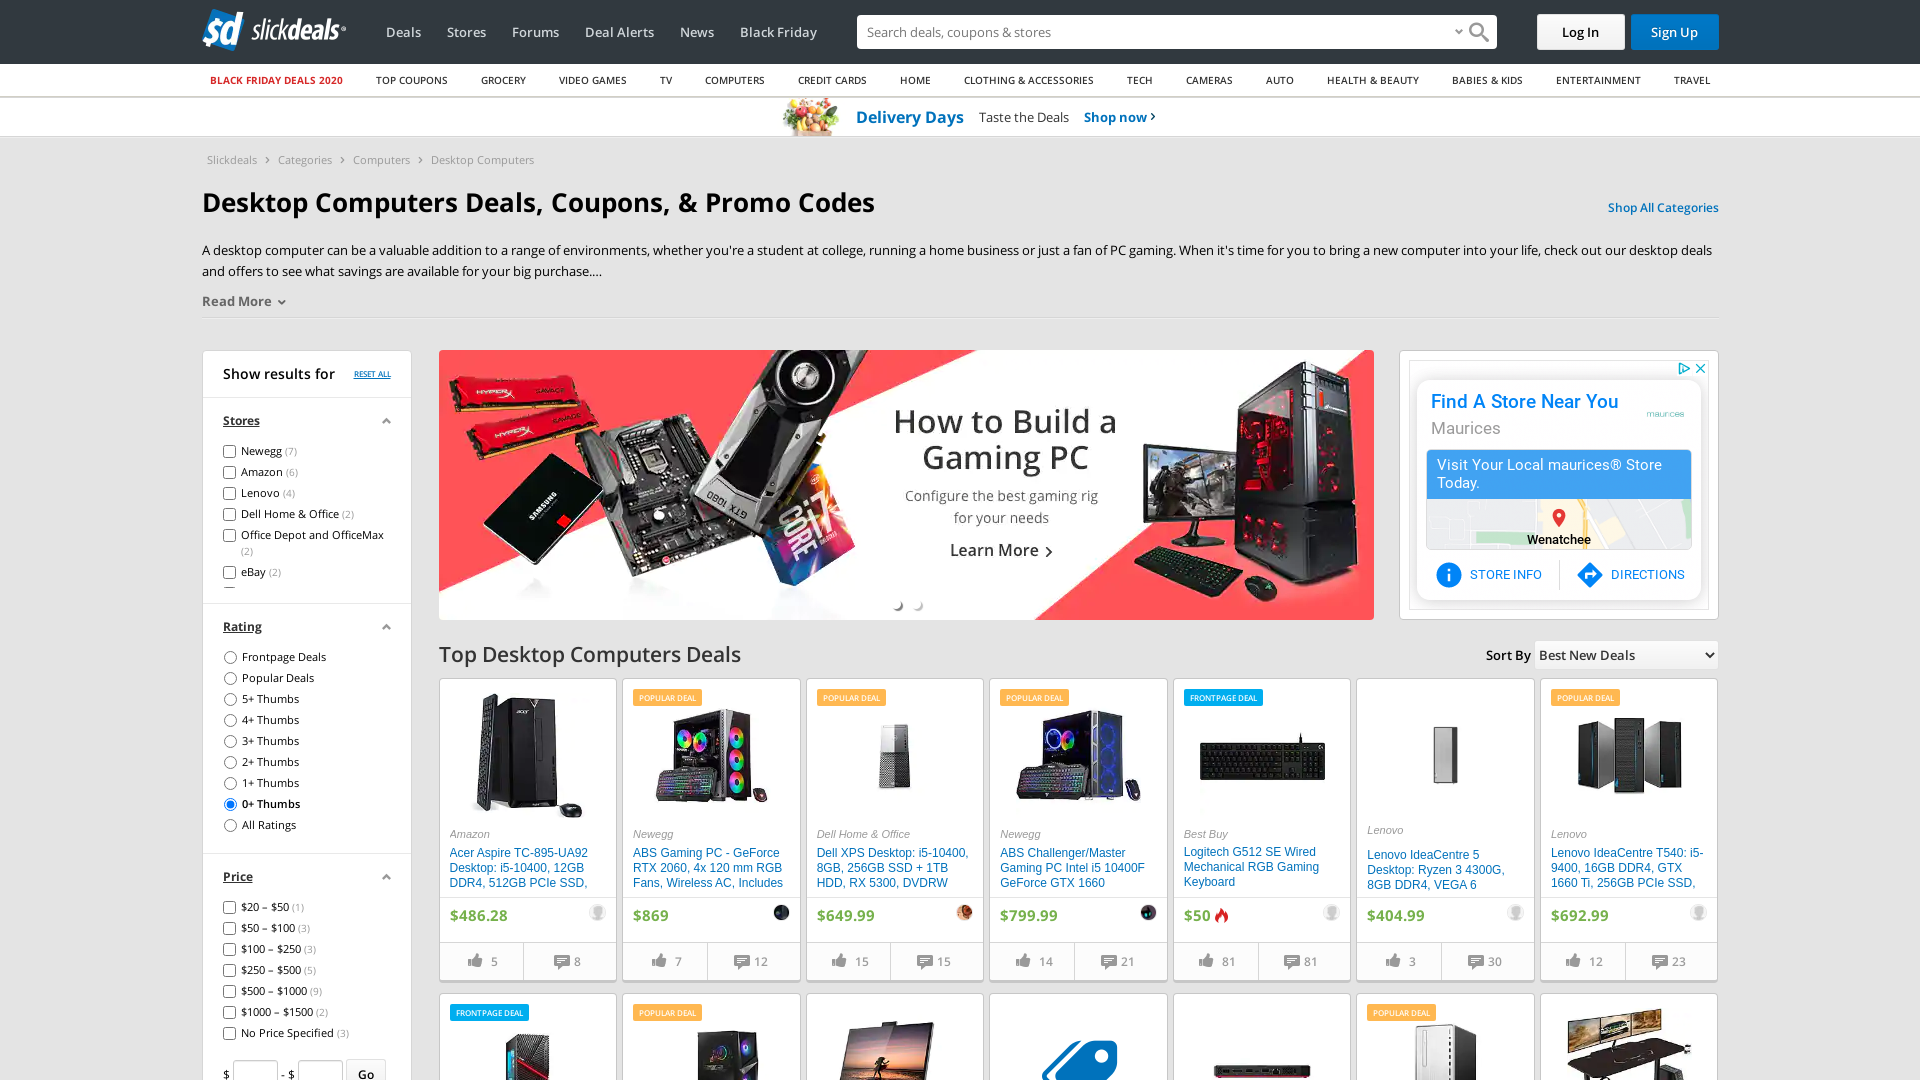 sd slickdeals
Deals
Stores
Forums
Deal Alerts
News
Black Friday
Search deals, coupons & stores
Log In
Sign Up
BLACK FRIDAY DEALS 2020
TOP COUPONS
GROCERY
VIDEO GAMES
TV
COMPUTERS
CREDIT CARDS
HOME
CLOTHING & ACCESSORIES
TECH
CAMERAS
AUTO
HEALTH & BEAUTY
BABIES & KIDS
ENTERTAINMENT
TRAVEL
Delivery Days Taste the Deals Shop now
Slickdeals > Categories > Computers > Desktop Computers
Desktop Computers Deals, Coupons, & Promo Codes
Shop All Categories
A desktop computer can be a valuable addition to a range of environments, whether you're a student at college, running a home business or just a fan of PC gaming. When it's time for you to bring a new computer into your life, check out our desktop deals
and offers to see what savings are available for your big purchase....
Read More
Show results for
RESET ALL
Stores
Newegg (7)
Amazon (6)
Lenovo (4)
Dell Home & Office (2)
Office Depot and OfficeMax
(2)
eBay (2)
Rating
Frontpage Deals
Popular Deals
5+ Thumbs
4+ Thumbs
3+ Thumbs
2+ Thumbs
1+ Thumbs
0+ Thumbs
All Ratings
Price
$20 – $50 (1)
$50 – $100 (3)
$100 – $250 (3)
$250 – $500 (5)
$500 – $1000 (9)
$1000 – $1500 (2)
No Price Specified (3)
$ - $ Go
HYPERX SAVAGE
HYPERX SAVAGE
SAMSUNG
GTX 1080
CORE i7
How to Build a
Gaming PC
Configure the best gaming rig
for your needs
Learn More
Find A Store Near You
Maurices
maurices
Visit Your Local maurices® Store
Today.
Wenatchee
STORE INFO
DIRECTIONS
Top Desktop Computers Deals
Sort By Best New Deals
acer
Amazon
Acer Aspire TC-895-UA92
Desktop: i5-10400, 12GB
DDR4, 512GB PCIe SSD,
$486.28
5
8
POPULAR DEAL
Newegg
ABS Gaming PC - GeForce
RTX 2060, 4x 120 mm RGB
Fans, Wireless AC, Includes
$869
7
12
POPULAR DEAL
Dell Home & Office
Dell XPS Desktop: i5-10400,
8GB, 256GB SSD + 1TB
HDD, RX 5300, DVDRW
$649.99
15
15
POPULAR DEAL
Newegg
ABS Challenger/Master
Gaming PC Intel i5 10400F
GeForce GTX 1660
$799.99
14
21
FRONTPAGE DEAL
Best Buy
Logitech G512 SE Wired
Mechanical RGB Gaming
Keyboard
$50
81
81
Lenovo
Lenovo IdeaCentre 5
Desktop: Ryzen 3 4300G,
8GB DDR4, VEGA 6
$404.99
3
30
POPULAR DEAL
Lenovo
Lenovo IdeaCentre T540: i5-
9400, 16GB DDR4, GTX
1660 Ti, 256GB PCIe SSD,
$692.99
12
23
FRONTPAGE DEAL
POPULAR DEAL
POPULAR DEAL